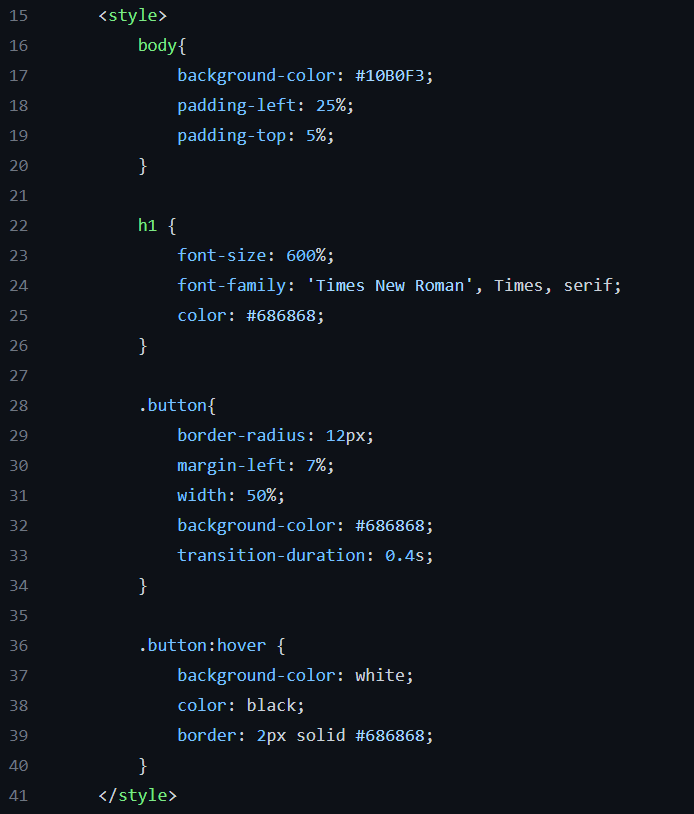 15 <style>
16 body{
17 background-color: #10B0F3;
18 padding-left: 25%;
19 padding-top: 5%;
20 }
21
22 h1 {
23 font-size: 600%;
24 font-family: 'Times New Roman', Times, serif;
25 color: #686868;
26 }
27
28 .button{
29 border-radius: 12px;
30 margin-left: 7%;
31 width: 50%;
32 background-color: #686868;
33 transition-duration: 0.4s;
34 }
35
36 .button:hover {
37 background-color: white;
38 color: black;
39 border: 2px solid #686868;
40 }
41 </style>